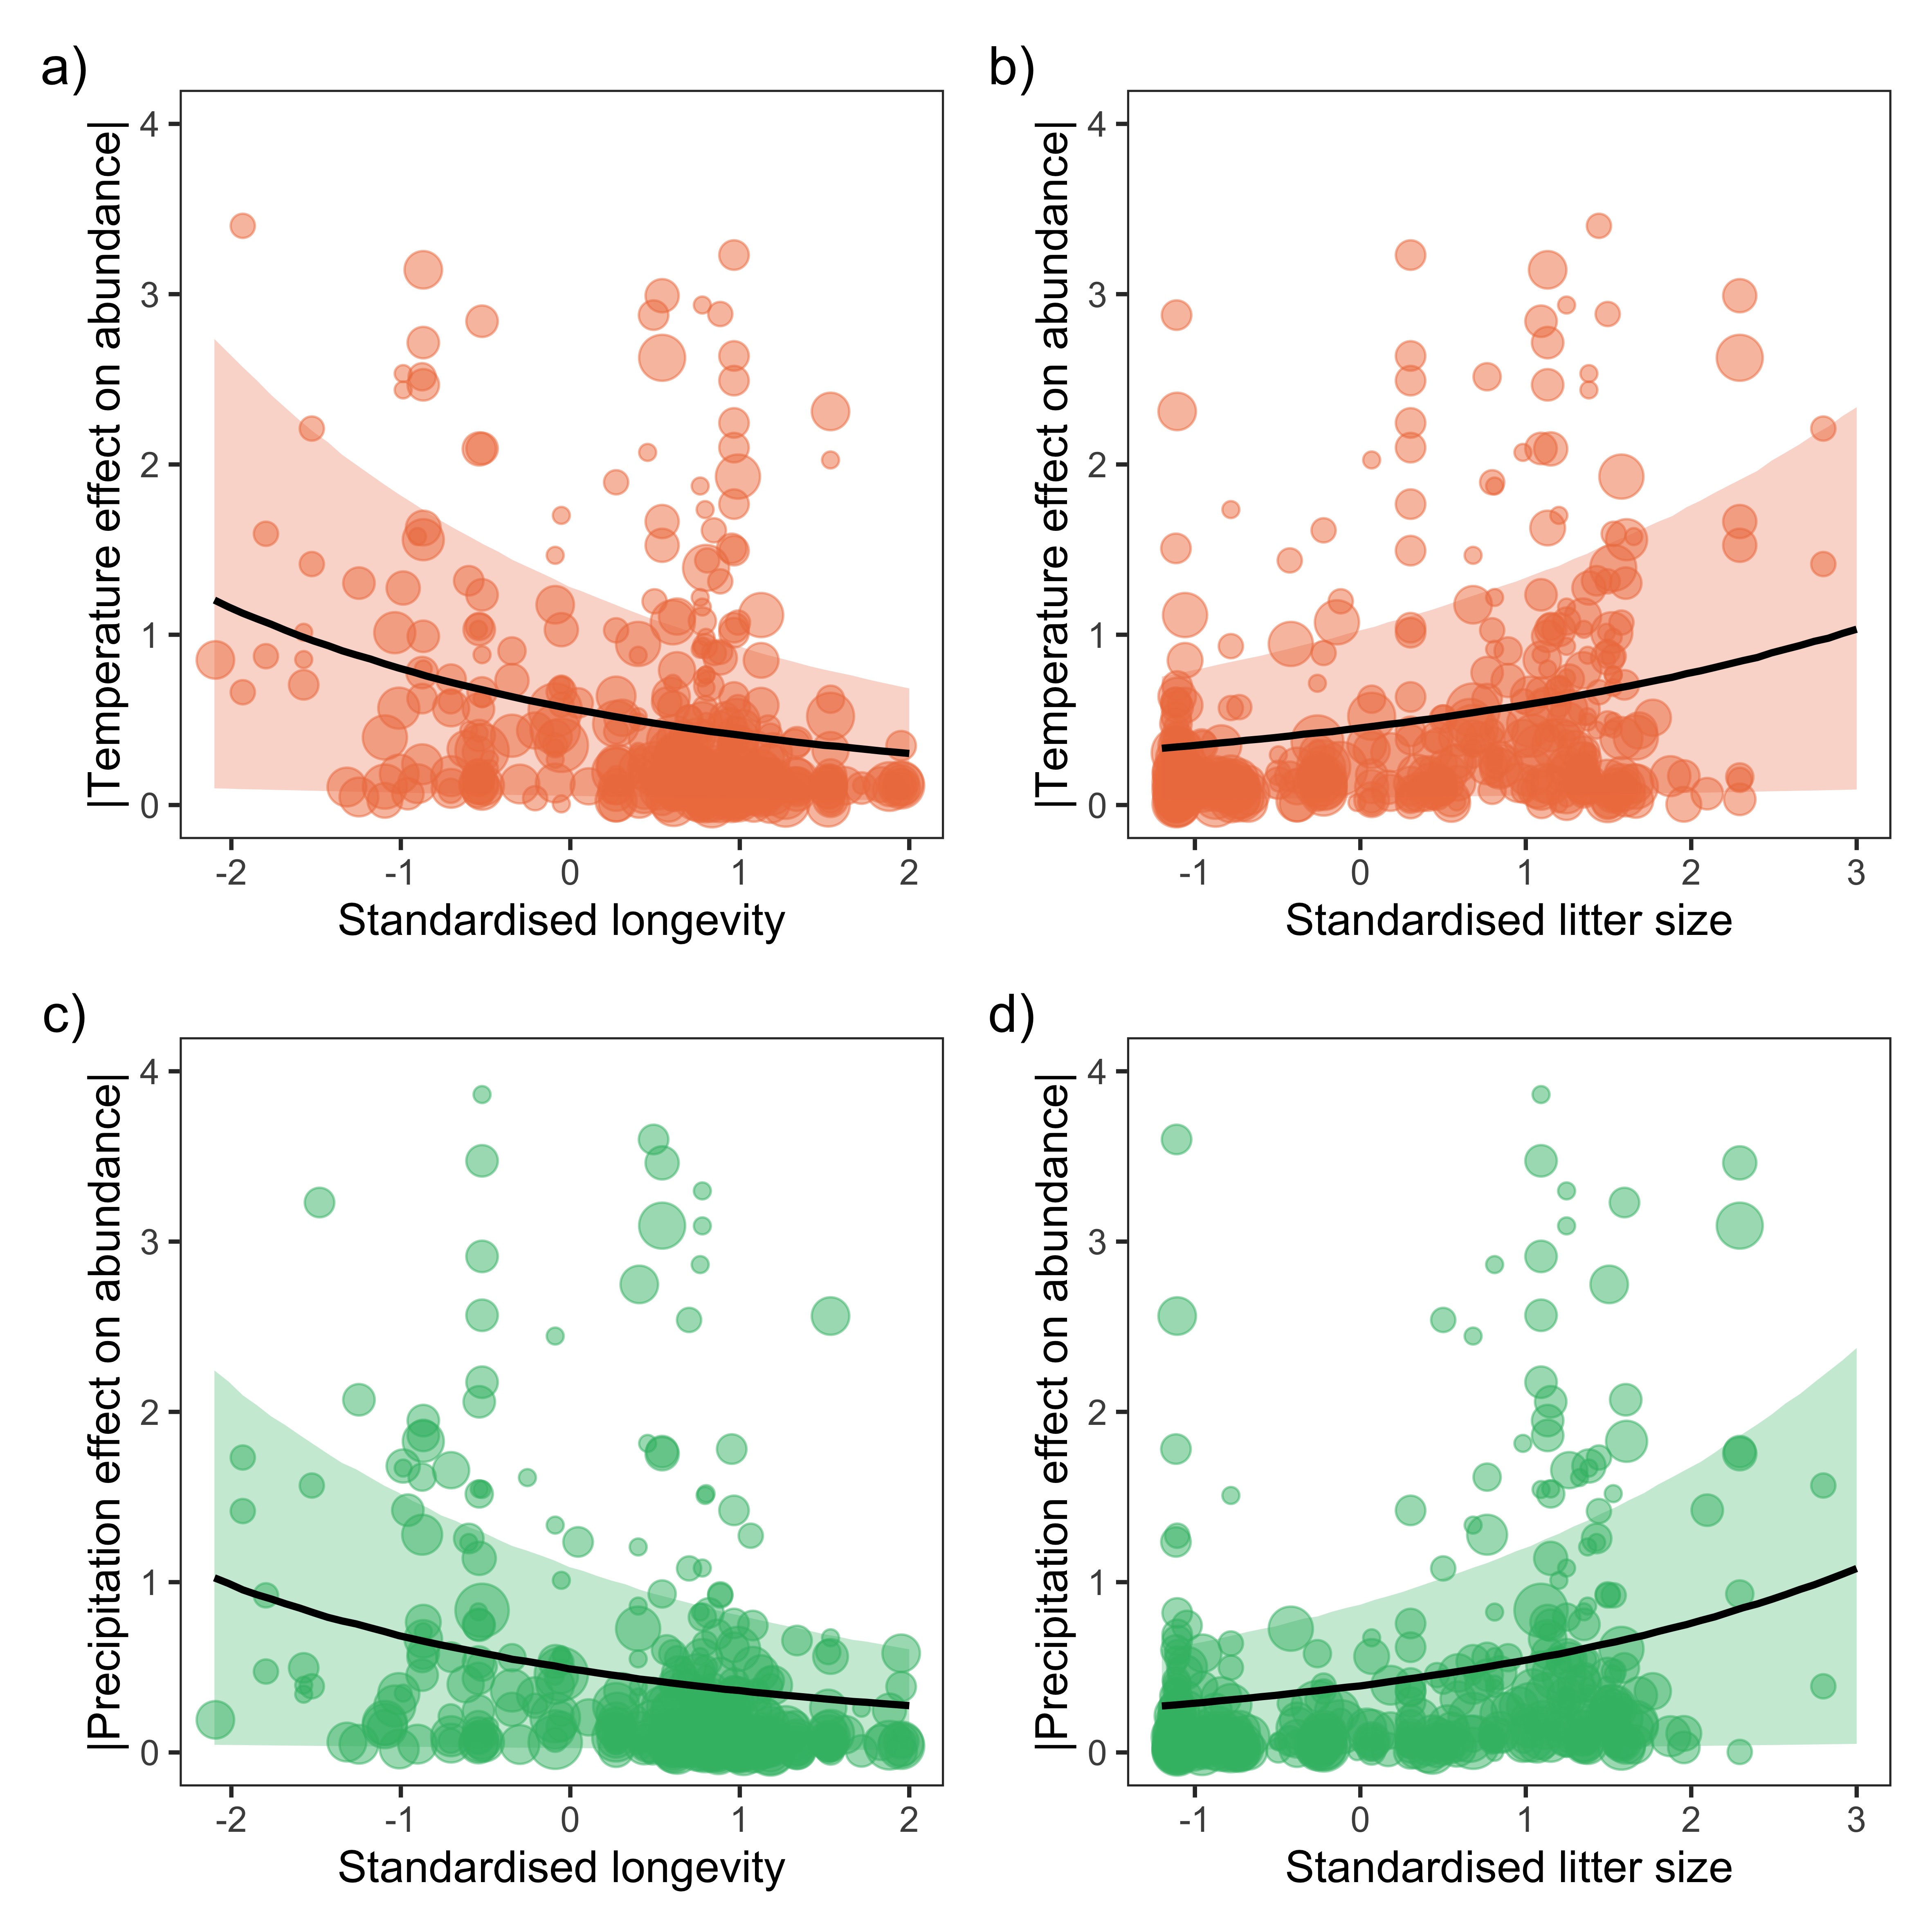 a)
|Temperature effect on abundance|
4
3
2
1
0
-2 -1 0 1 2
Standardised longevity
b)
|Temperature effect on abundance|
4
3
2
1
0
-1 0 1 2 3
Standardised litter size
c)
|Precipitation effect on abundance|
4
3
2
1
0
-2 -1 0 1 2
Standardised longevity
d)
|Precipitation effect on abundance|
4
3
2
1
0
-1 0 1 2 3
Standardised litter size